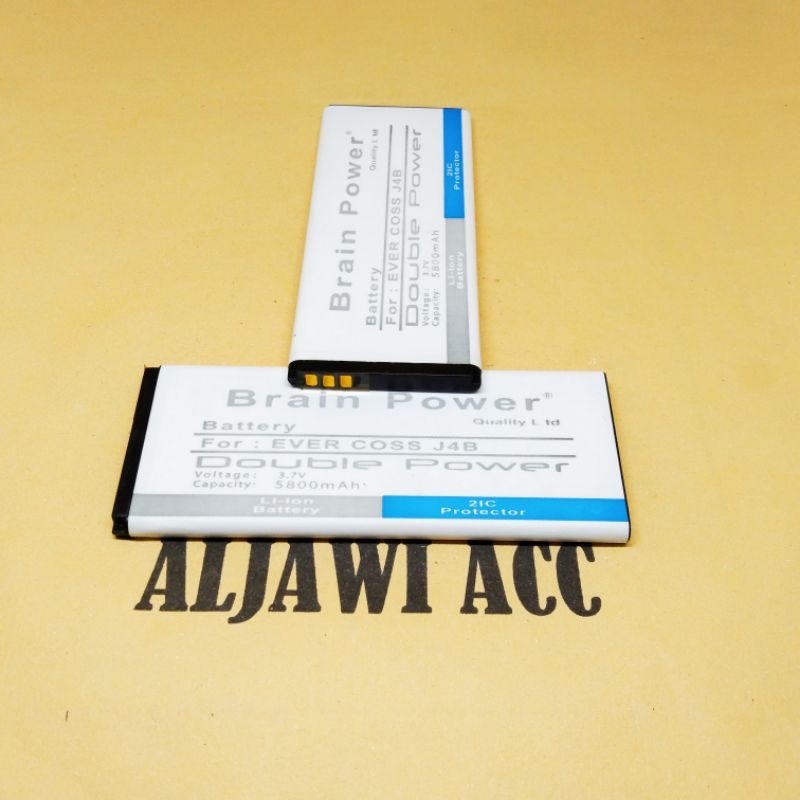 Brain Power®
Quality L td
Battery
For : EVER COSS J4B
Double Power
Voltage: 3.7V
Capacity: 5800mAh
Li-Ion
Battery
2IC
Protector
Brain Power®
Quality L td
Battery
For : EVER COSS J4B
Double Power
Voltage: 3.7V
Capacity: 5800mAh
Li-Ion
Battery
2IC
Protector
ALJAWI ACC